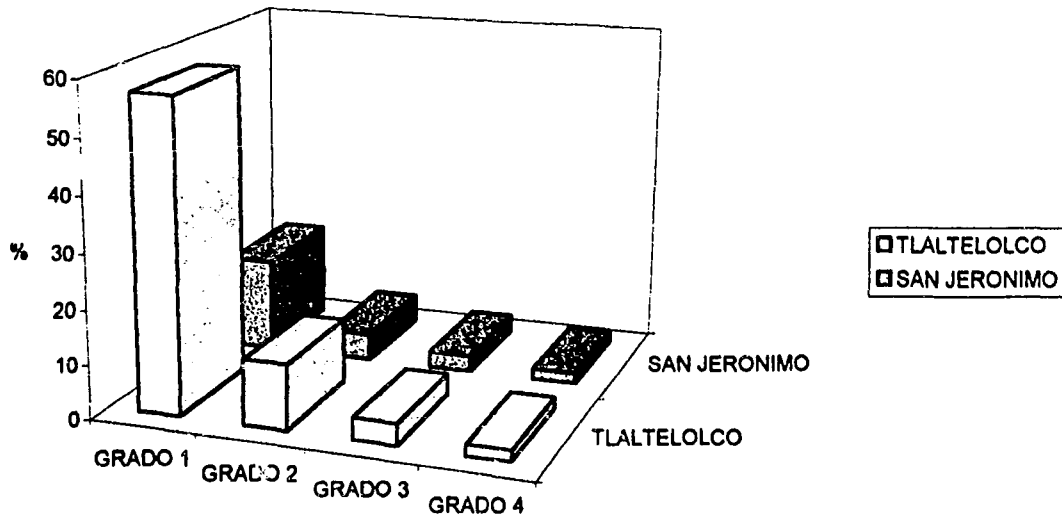 60
50
40
%
30
20
10
0
GRADO 1
GRADO 2
GRADO 3
GRADO 4
SAN JERONIMO
TLALTELOLCO
TLALTELOLCO
SAN JERONIMO